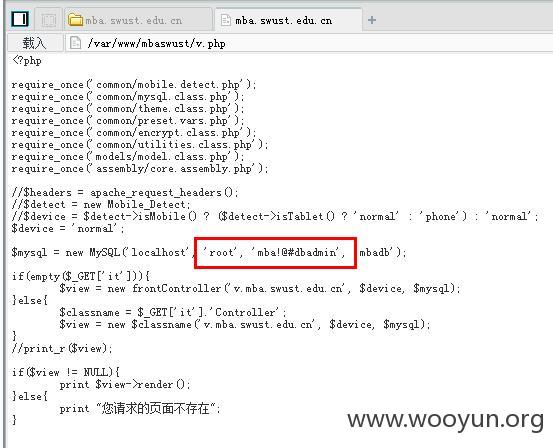 mba.swust.edu.cn
mba.swust.edu.cn
+
载入
/var/www/mbaswust/v.php
<?php
require_once('common/mobile.detect.php');
require_once('common/mysql.class.php');
require_once('common/theme.class.php');
require_once('common/preset.vars.php');
require_once('common/encrypt.class.php');
require_once('common/utilities.class.php');
require_once('models/model.class.php');
require_once('assembly/core.assembly.php');
//$headers = apache_request_headers();
//$detect = new Mobile_Detect;
//$device = $detect->isMobile() ? ($detect->isTablet() ? 'normal' : 'phone') : 'normal';
$device = 'normal';
$mysql = new MySQL('localhost', 'root', 'mba!@#dbadmin', 'mbadb');
if(empty($_GET['it'])){
$view = new frontController('v.mba.swust.edu.cn', $device, $mysql);
}else{
$classname = $_GET['it'].'Controller';
$view = new $classname('v.mba.swust.edu.cn', $device, $mysql);
}
//print_r($view);
if($view != NULL){
print $view->render();
}else{
print "您请求的页面不存在";
}
www.wooyun.org